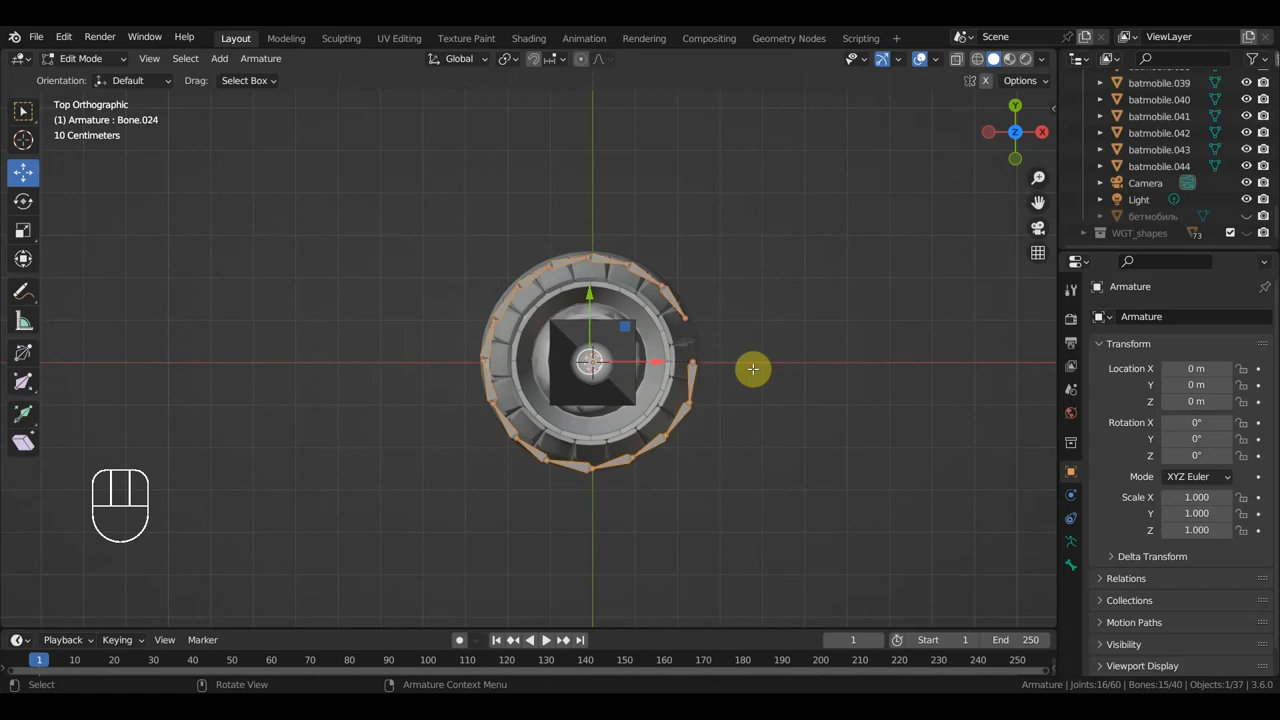 File Edit Render Window Help Layout Modeling Sculpting UV Editing Texture Paint Shading Animation Rendering Compositing Geometry Nodes Scripting + Scene ViewLayer
Edit Mode View Select Add Armature Global
Orientation: Default Drag: Select Box X Options
Top Orthographic
(1) Armature : Bone.024
10 Centimeters
Y
X
Z
batmobile.039
batmobile.040
batmobile.041
batmobile.042
batmobile.043
batmobile.044
Camera
Light
бетмобиль
WGT_shapes 73
Armature
Armature
Transform
Location X 0 m
Y 0 m
Z 0 m
Rotation X 0°
Y 0°
Z 0°
Mode XYZ Euler
Scale X 1.000
Y 1.000
Z 1.000
Delta Transform
Relations
Collections
Motion Paths
Visibility
Viewport Display
Playback Keying View Marker 1 Start 1 End 250
1 10 20 30 40 50 60 70 80 90 100 110 120 130 140 150 160 170 180 190 200 210 220 230 240 250
Select Rotate View Armature Context Menu Armature | Joints:16/60 | Bones:15/40 | Objects:1/37 | 3.6.0